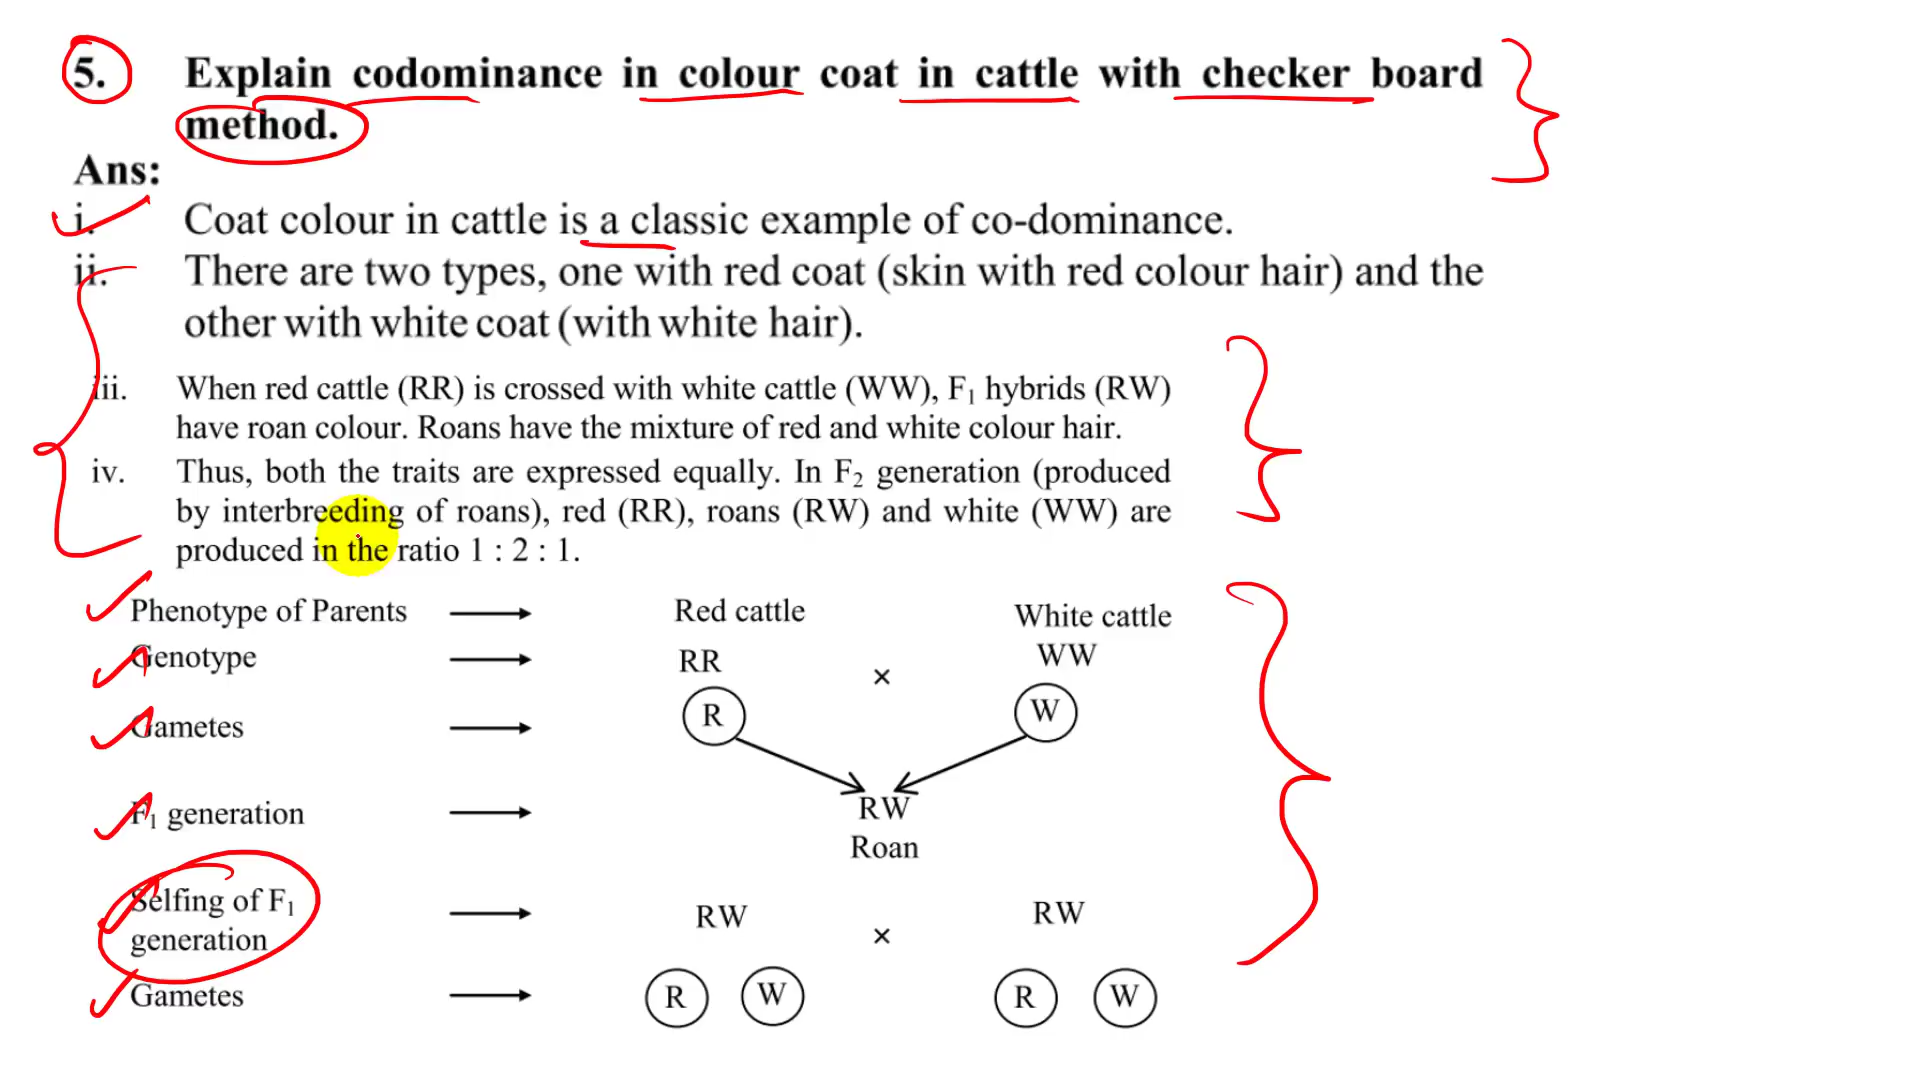 5. Explain codominance in colour coat in cattle with checker board
method.
Ans:
i. Coat colour in cattle is a classic example of co-dominance.
ii. There are two types, one with red coat (skin with red colour hair) and the
other with white coat (with white hair).
iii. When red cattle (RR) is crossed with white cattle (WW), F₁ hybrids (RW)
have roan colour. Roans have the mixture of red and white colour hair.
iv. Thus, both the traits are expressed equally. In F₂ generation (produced
by interbreeding of roans), red (RR), roans (RW) and white (WW) are
produced in the ratio 1 : 2 : 1.
Phenotype of Parents → Red cattle White cattle
Genotype → RR × WW
Gametes → R W
F₁ generation → RW
Roan
Selfing of F₁
generation → RW × RW
Gametes → R W R W